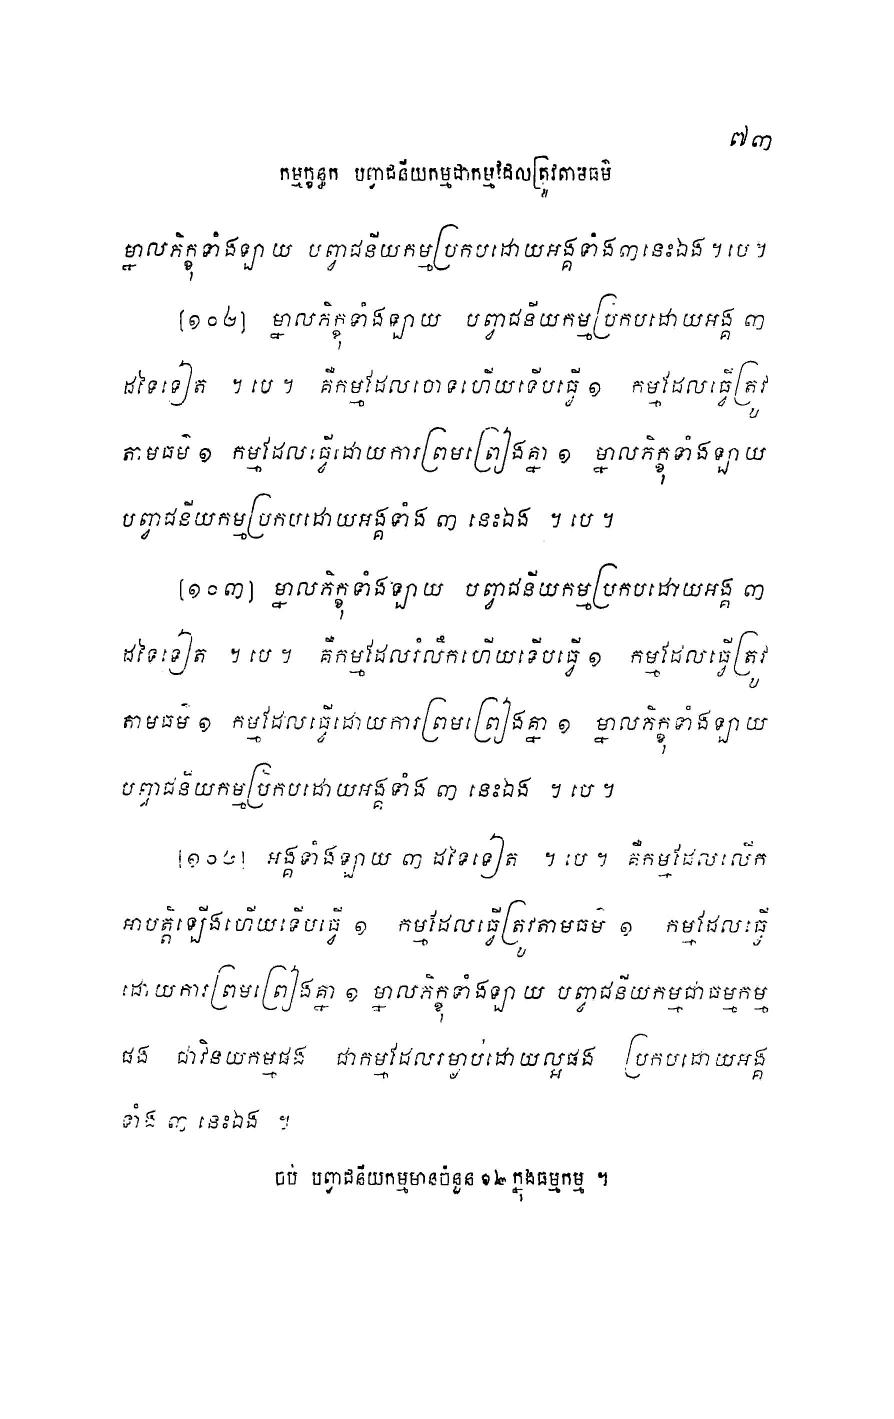 ៧៣
កម្មក្ខន្ធក បព្វាជនីយកម្មជាកម្មដែលត្រូវតាមធម៌
ម្នាលភិក្ខុទាំងឡាយ បព្វាជនីយកម្មប្រកបដោយអង្គទាំង៣នេះឯង ។បេ។
[១០២] ម្នាលភិក្ខុទាំងឡាយ បព្វាជនីយកម្មប្រកបដោយអង្គ ៣
ដទៃទៀត ។ បេ ។ គឺកម្មដែលចោទហើយទើបធ្វើ ១ កម្មដែលធ្វើត្រូវ
តាមធម៌ ១ កម្មដែលធ្វើដោយការព្រមព្រៀងគ្នា ១ ម្នាលភិក្ខុទាំងឡាយ
បព្វាជនីយកម្មប្រកបដោយអង្គទាំង ៣ នេះឯង ។ បេ ។
[១០៣] ម្នាលភិក្ខុទាំងឡាយ បព្វាជនីយកម្មប្រកបដោយអង្គ ៣
ដទៃទៀត ។ បេ ។ គឺកម្មដែលរំលឹកហើយទើបធ្វើ ១ កម្មដែលធ្វើត្រូវ
តាមធម៌ ១ កម្មដែលធ្វើដោយការព្រមព្រៀងគ្នា ១ ម្នាលភិក្ខុទាំងឡាយ
បព្វាជនីយកម្មប្រកបដោយអង្គទាំង ៣ នេះឯង ។ បេ ។
[១០៤] អង្គទាំងឡាយ ៣ ដទៃទៀត ។ បេ ។ គឺកម្មដែលលើក
អាបត្តិឡើងហើយទើបធ្វើ ១ កម្មដែលធ្វើត្រូវតាមធម៌ ១ កម្មដែលធ្វើ
ដោយការព្រមព្រៀងគ្នា ១ ម្នាលភិក្ខុទាំងឡាយ បព្វាជនីយកម្មជាធម្មកម្ម
ផង ជាវិនយកម្មផង ជាកម្មដែលរម្ងាប់ដោយល្អផង ប្រកបដោយអង្គ
ទាំង ៣ នេះឯង ។
ចប់ បព្វាជនីយកម្មមានចំនួន ១២ ក្នុងធម្មកម្ម ។